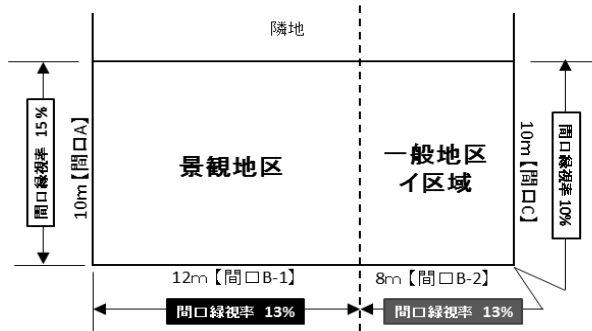 隣地
間口緑視率 15%
10m【間口A】
景観地区
一般地区
イ区域
10m【間口C】
間口緑視率10%
12m【間口B-1】
8m【間口B-2】
間口緑視率 13%
間口緑視率 13%